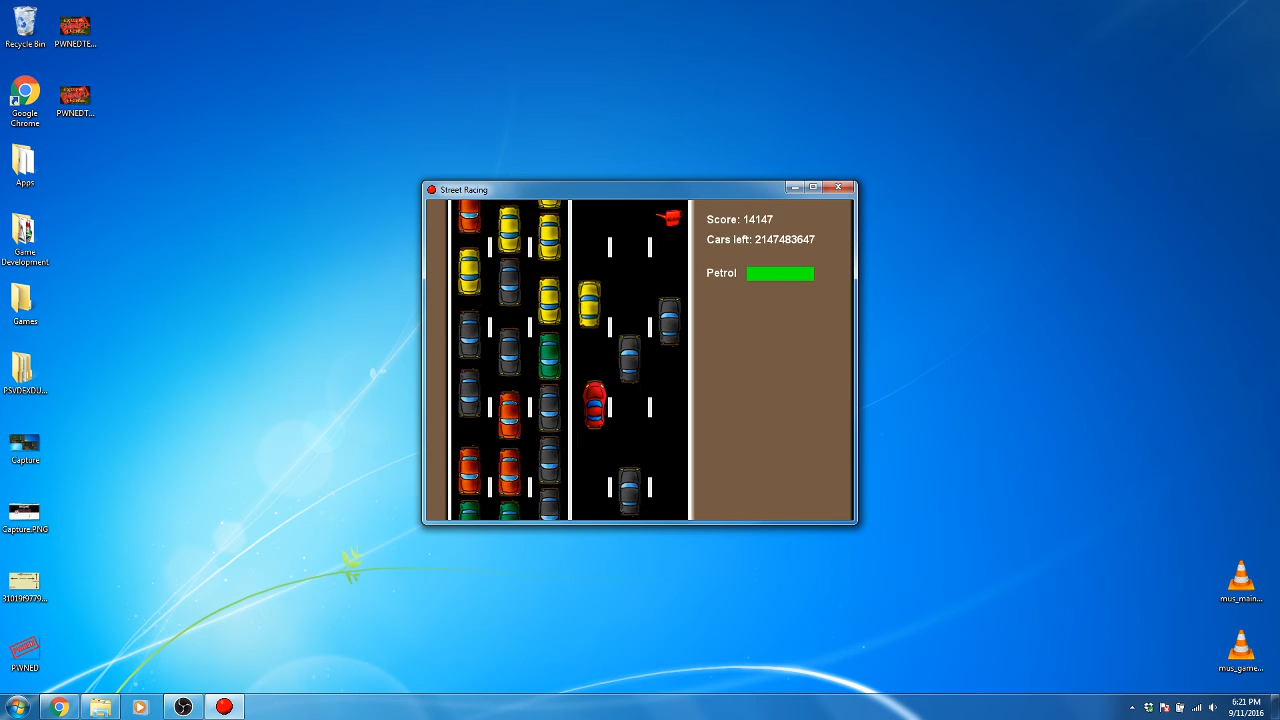 Recycle Bin
PWNEDTE...
Google Chrome
PWNEDT...
Apps
Game Development
Games
PSVDEXDU...
Capture
Capture.PNG
31019f9779...
PWNED
PWNED
Street Racing
Score: 14147
Cars left: 2147483647
Petrol
mus_main...
mus_game...
6:21 PM
9/11/2016